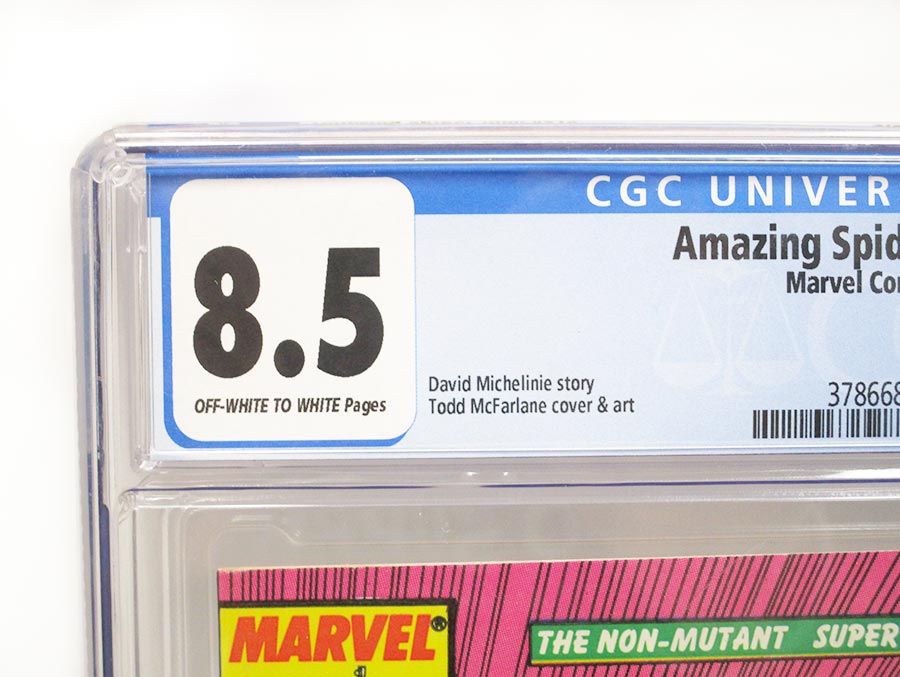 CGC UNIVER
8.5
OFF-WHITE TO WHITE Pages
Amazing Spid
Marvel Co
David Michelinie story
Todd McFarlane cover & art
378668
MARVEL®
THE NON-MUTANT SUPER